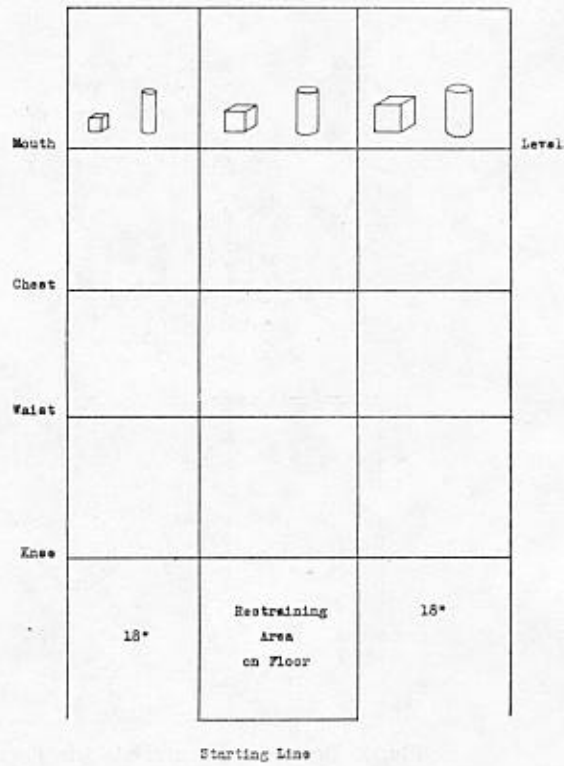 Mouth
Level
Chest
Waist
Knee
18"
Restraining
Area
on Floor
18"
Starting Line